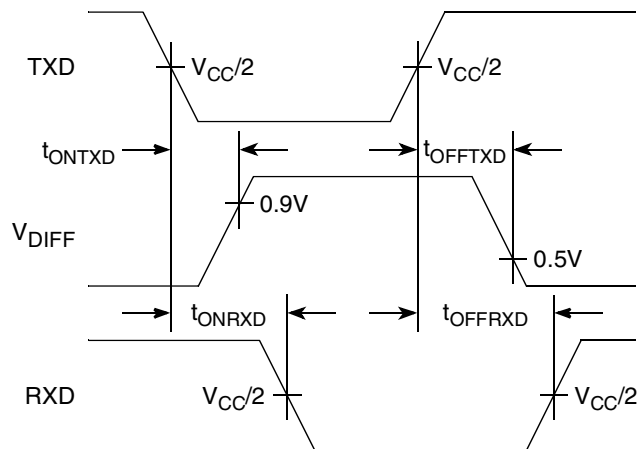 TXD
V_CC/2
V_CC/2
t_ONTXD
t_OFFTXD
V_DIFF
0.9V
0.5V
t_ONRXD
t_OFFRXD
RXD
V_CC/2
V_CC/2